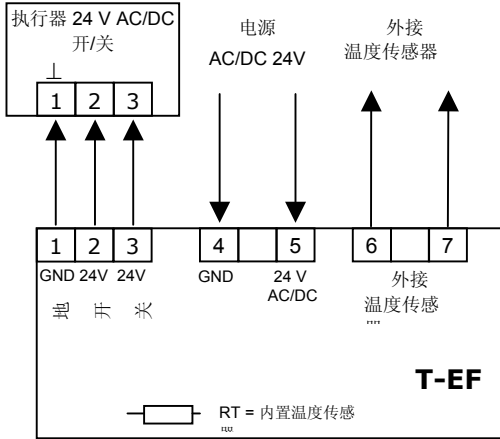 执行器 24 V AC/DC
开/关
1 2 3
电源
AC/DC 24V
外接
温度传感器
1 2 3 4 5 6 7
GND 24V 24V
地 开 关
GND
24 V
AC/DC
外接
温度传感
T-EF
RT = 内置温度传感